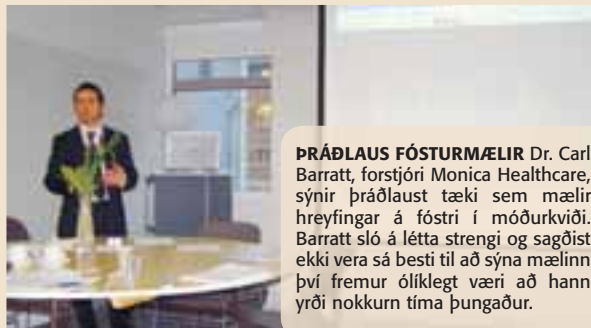 ÞRÁÐLAUS FÓSTURMÆLIR Dr. Carl
Barratt, forstjóri Monica Healthcare,
sýnir þráðlaust tæki sem mælir
hreyfingar á fóstri í móðurkviði.
Barratt sló á létta strengi og sagðist
ekki vera sá besti til að sýna mælinn
því fremur ólíklegt væri að hann
yrði nokkurn tíma þungaður.